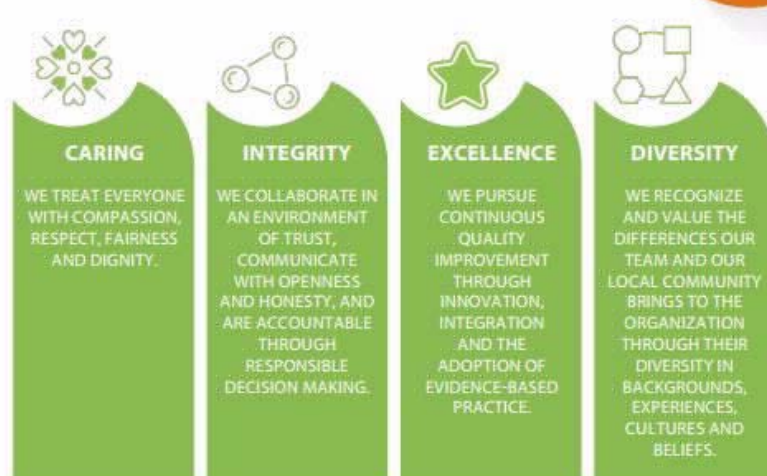 CARING
WE TREAT EVERYONE
WITH COMPASSION,
RESPECT, FAIRNESS
AND DIGNITY.
INTEGRITY
WE COLLABORATE IN
AN ENVIRONMENT
OF TRUST,
COMMUNICATE
WITH OPENNESS
AND HONESTY, AND
ARE ACCOUNTABLE
THROUGH
RESPONSIBLE
DECISION MAKING.
EXCELLENCE
WE PURSUE
CONTINUOUS
QUALITY
IMPROVEMENT
THROUGH
INNOVATION,
INTEGRATION
AND THE
ADOPTION OF
EVIDENCE-BASED
PRACTICE.
DIVERSITY
WE RECOGNIZE
AND VALUE THE
DIFFERENCES OUR
TEAM AND OUR
LOCAL COMMUNITY
BRINGS TO THE
ORGANIZATION
THROUGH THEIR
DIVERSITY IN
BACKGROUNDS,
EXPERIENCES,
CULTURES AND
BELIEFS.